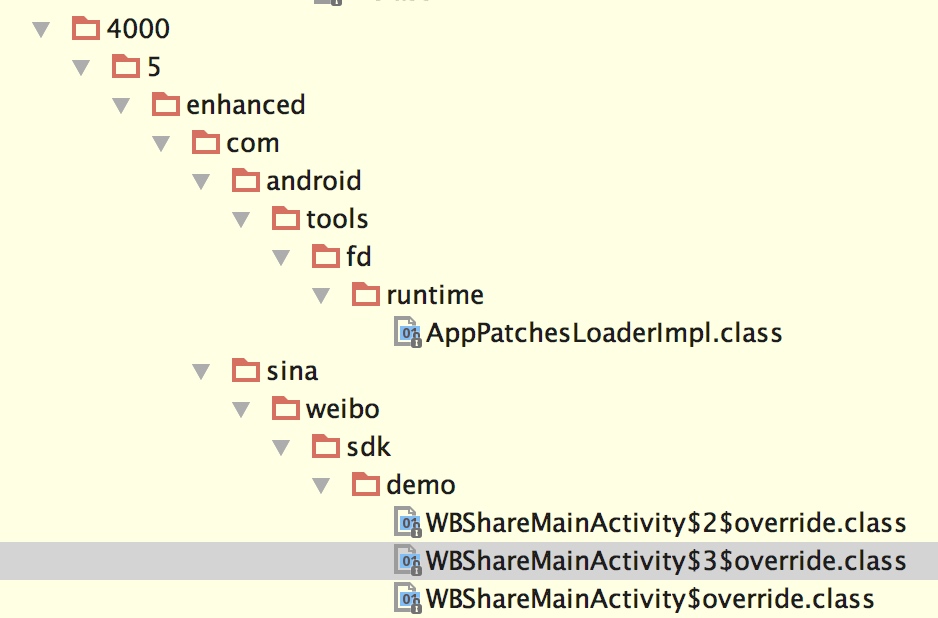 4000
5
enhanced
com
android
tools
fd
runtime
AppPatchesLoaderImpl.class
sina
weibo
sdk
demo
WBShareMainActivity$2$override.class
WBShareMainActivity$3$override.class
WBShareMainActivity$override.class